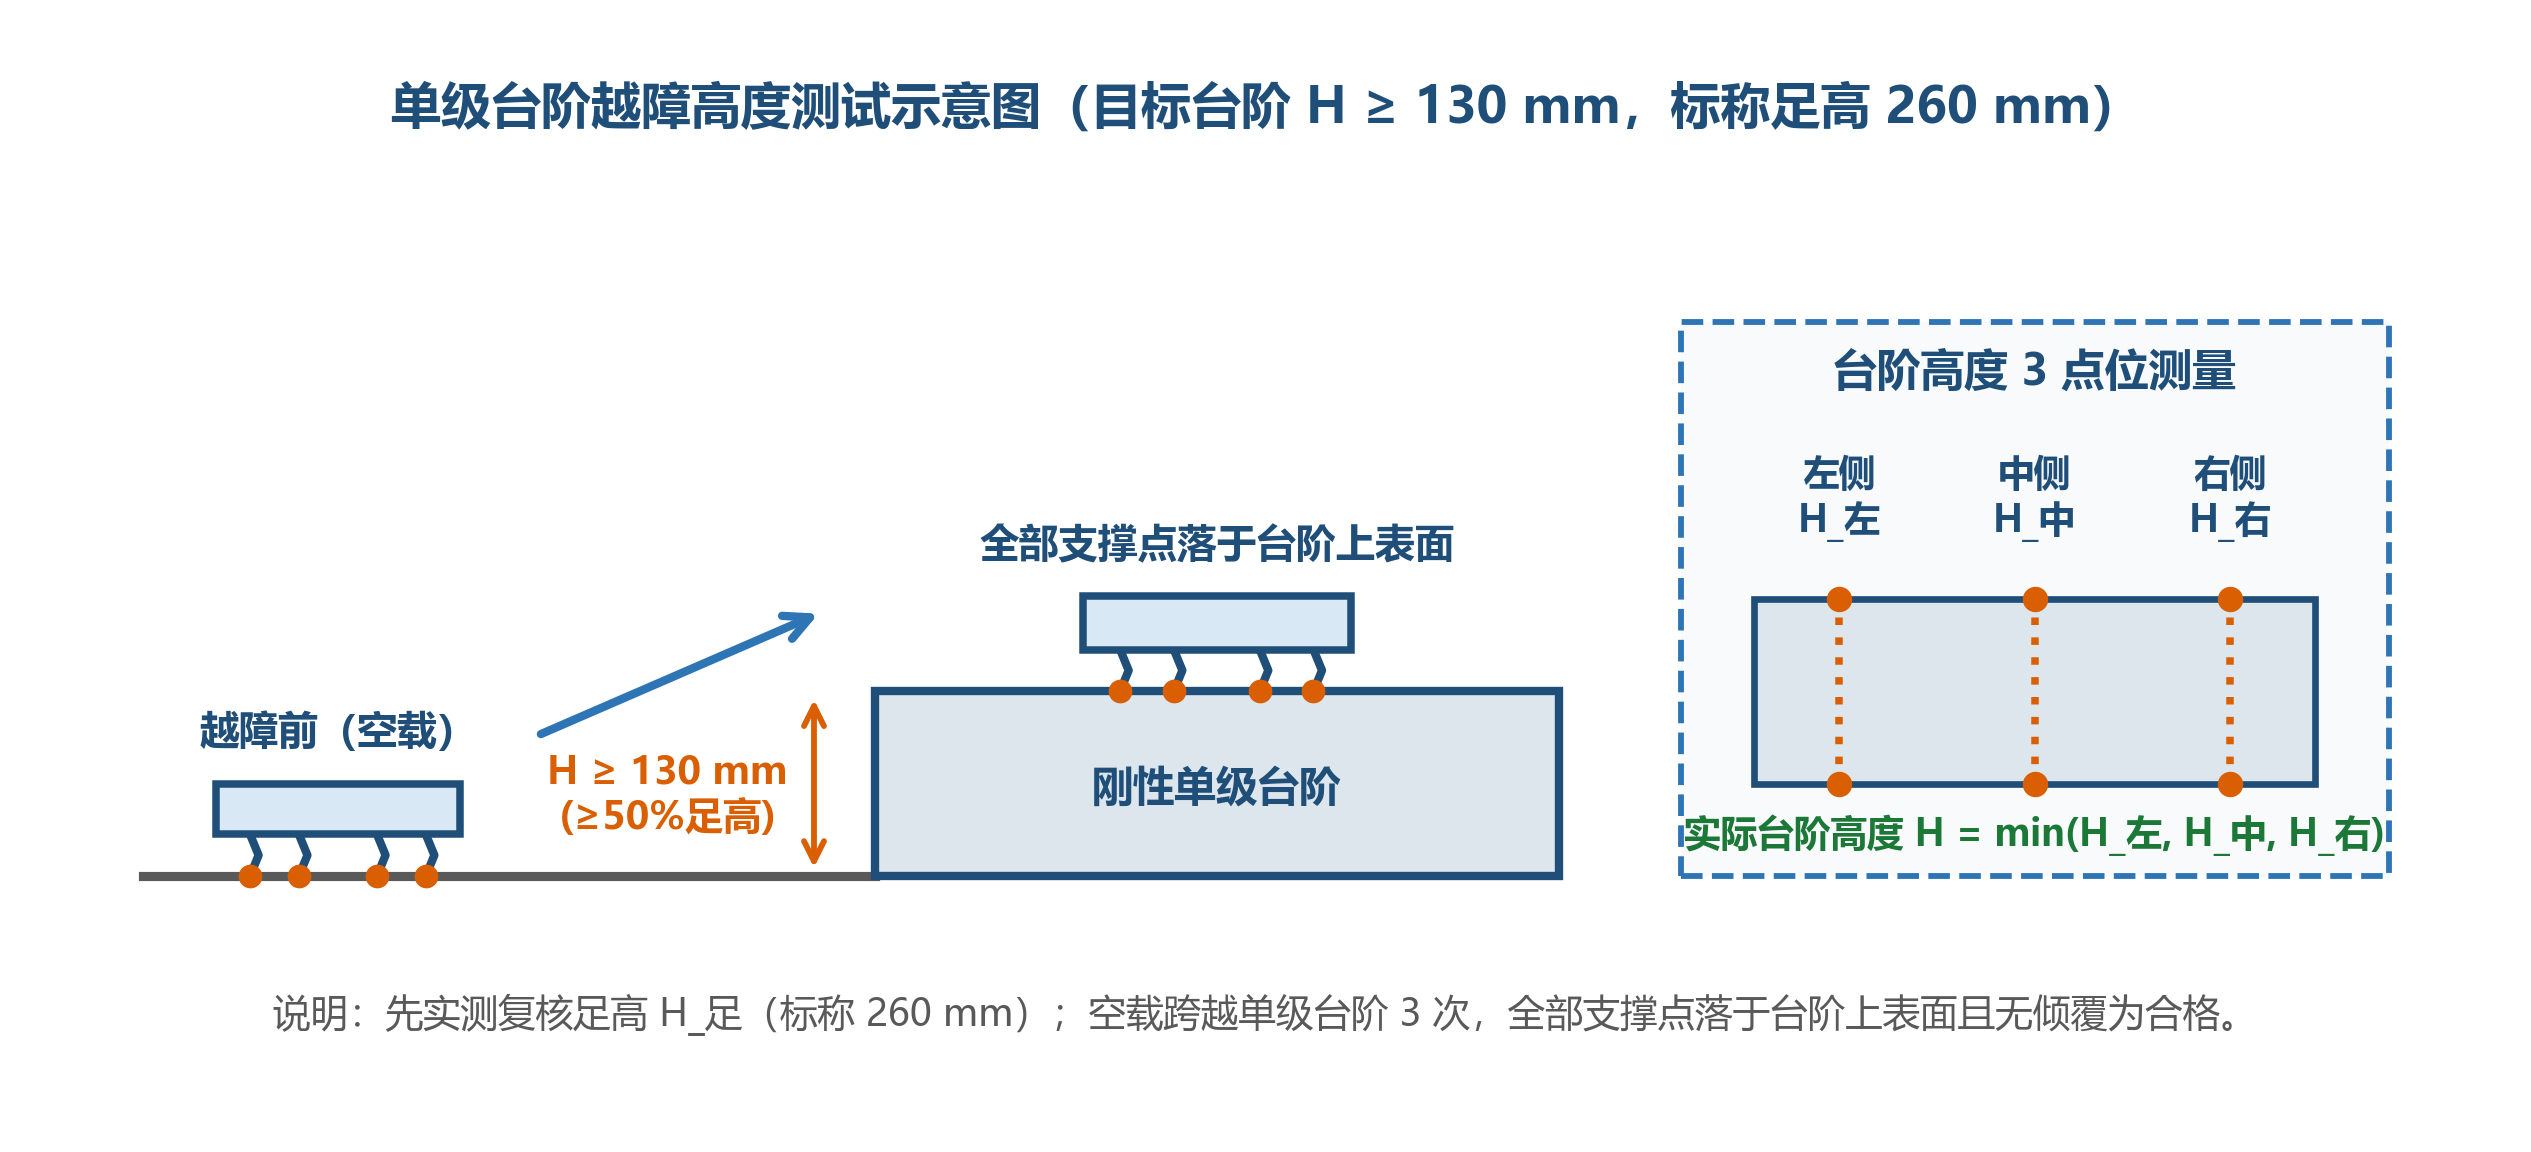 单级台阶越障高度测试示意图（目标台阶 H ≥ 130 mm，标称足高 260 mm）
台阶高度 3 点位测量
左侧
H_左
中侧
H_中
右侧
H_右
全部支撑点落于台阶上表面
越障前（空载）
H ≥ 130 mm
(≥50%足高)
刚性单级台阶
实际台阶高度 H = min(H_左, H_中, H_右)
说明：先实测复核足高 H_足（标称 260 mm）；空载跨越单级台阶 3 次，全部支撑点落于台阶上表面且无倾覆为合格。